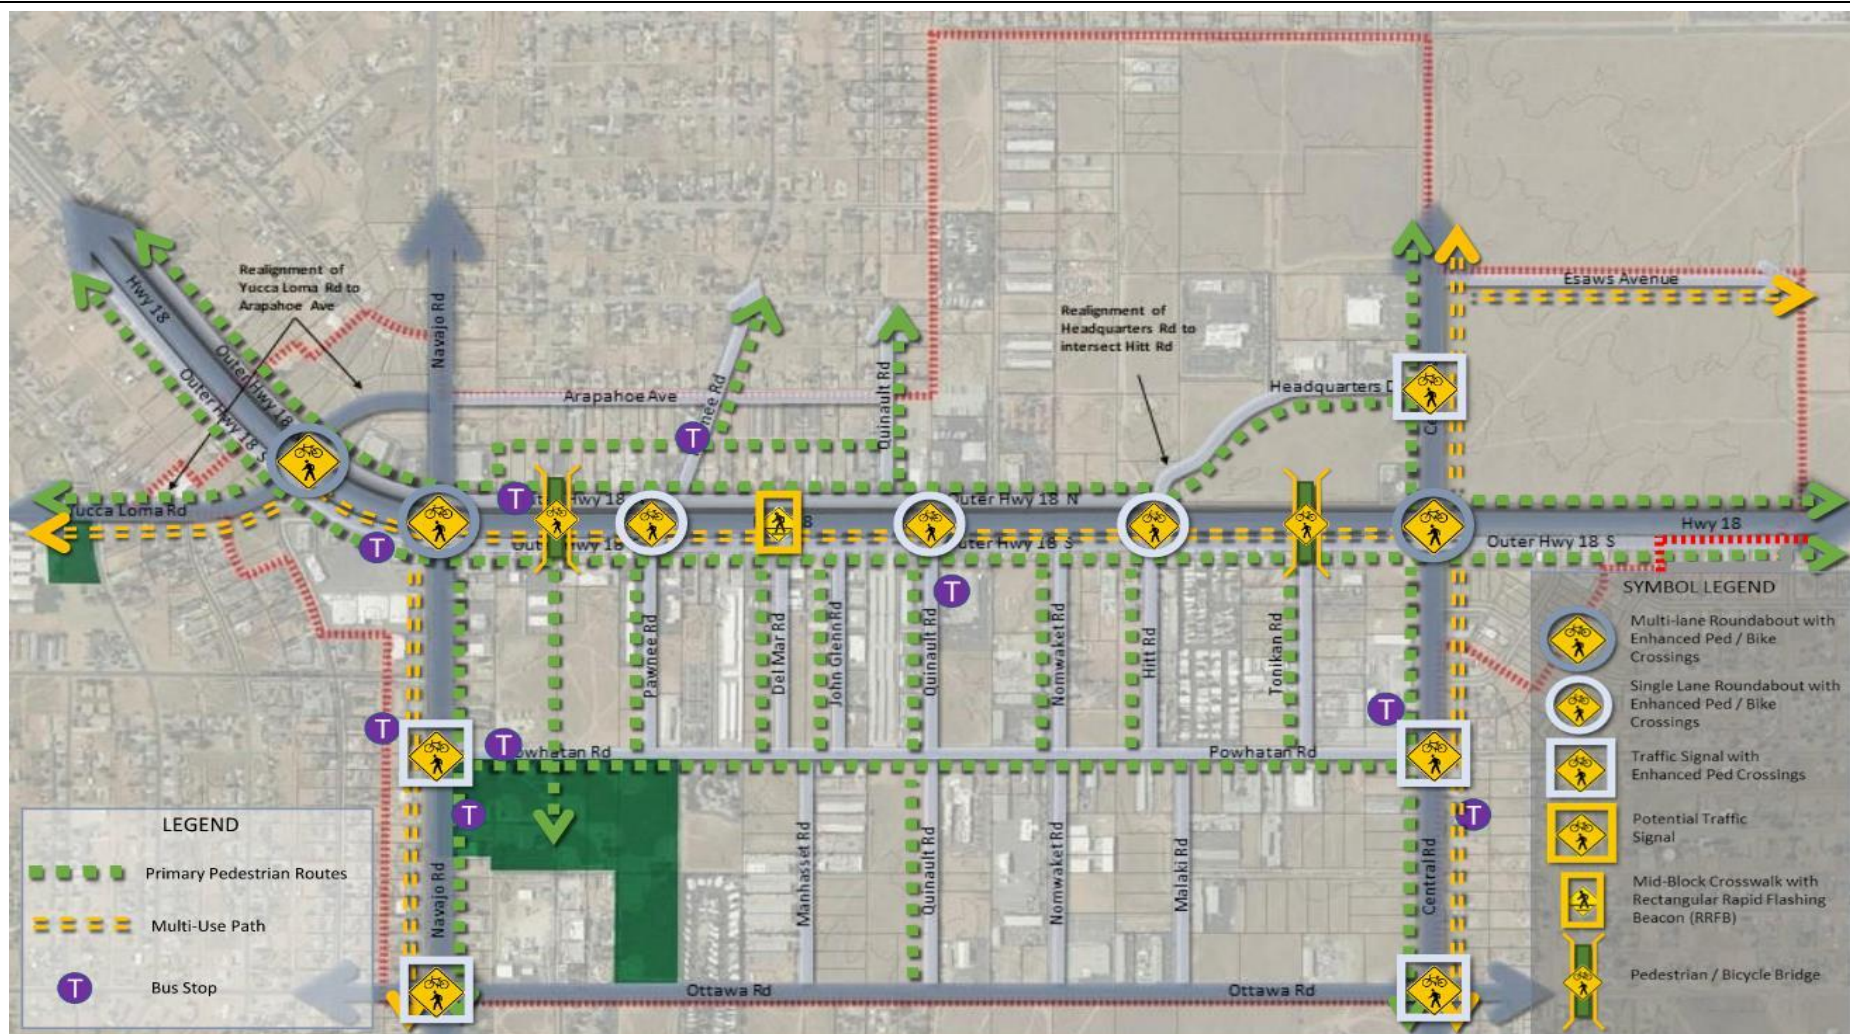 Realignment of
Yucca Loma Rd to
Arapahoe Ave
Hwy 18
Outer Hwy 18
Outer Hwy 18 S
Navajo Rd
Arapahoe Ave
Quinault Rd
Realignment of
Headquarters Rd to
intersect Hitt Rd
Headquarters D
Esaws Avenue
Yucca Loma Rd
T
T
T
Hwy 18
Outer Hwy 18 N
Hwy 18
Outer Hwy 18 S
Hwy 18
T
Pawnee Rd
Del Mar Rd
John Glenn Rd
Quinault Rd
Nomwaket Rd
Hitt Rd
Tonikan Rd
T
T
T
Powhatan Rd
Powhatan Rd
T
T
Navajo Rd
Manhasset Rd
Quinault Rd
Nomwaket Rd
Malaki Rd
Central Rd
Ottawa Rd
Ottawa Rd
LEGEND
Primary Pedestrian Routes
Multi-Use Path
T Bus Stop
SYMBOL LEGEND
Multi-lane Roundabout with
Enhanced Ped / Bike
Crossings
Single Lane Roundabout with
Enhanced Ped / Bike
Crossings
Traffic Signal with
Enhanced Ped Crossings
Potential Traffic
Signal
Mid-Block Crosswalk with
Rectangular Rapid Flashing
Beacon (RRFB)
Pedestrian / Bicycle Bridge